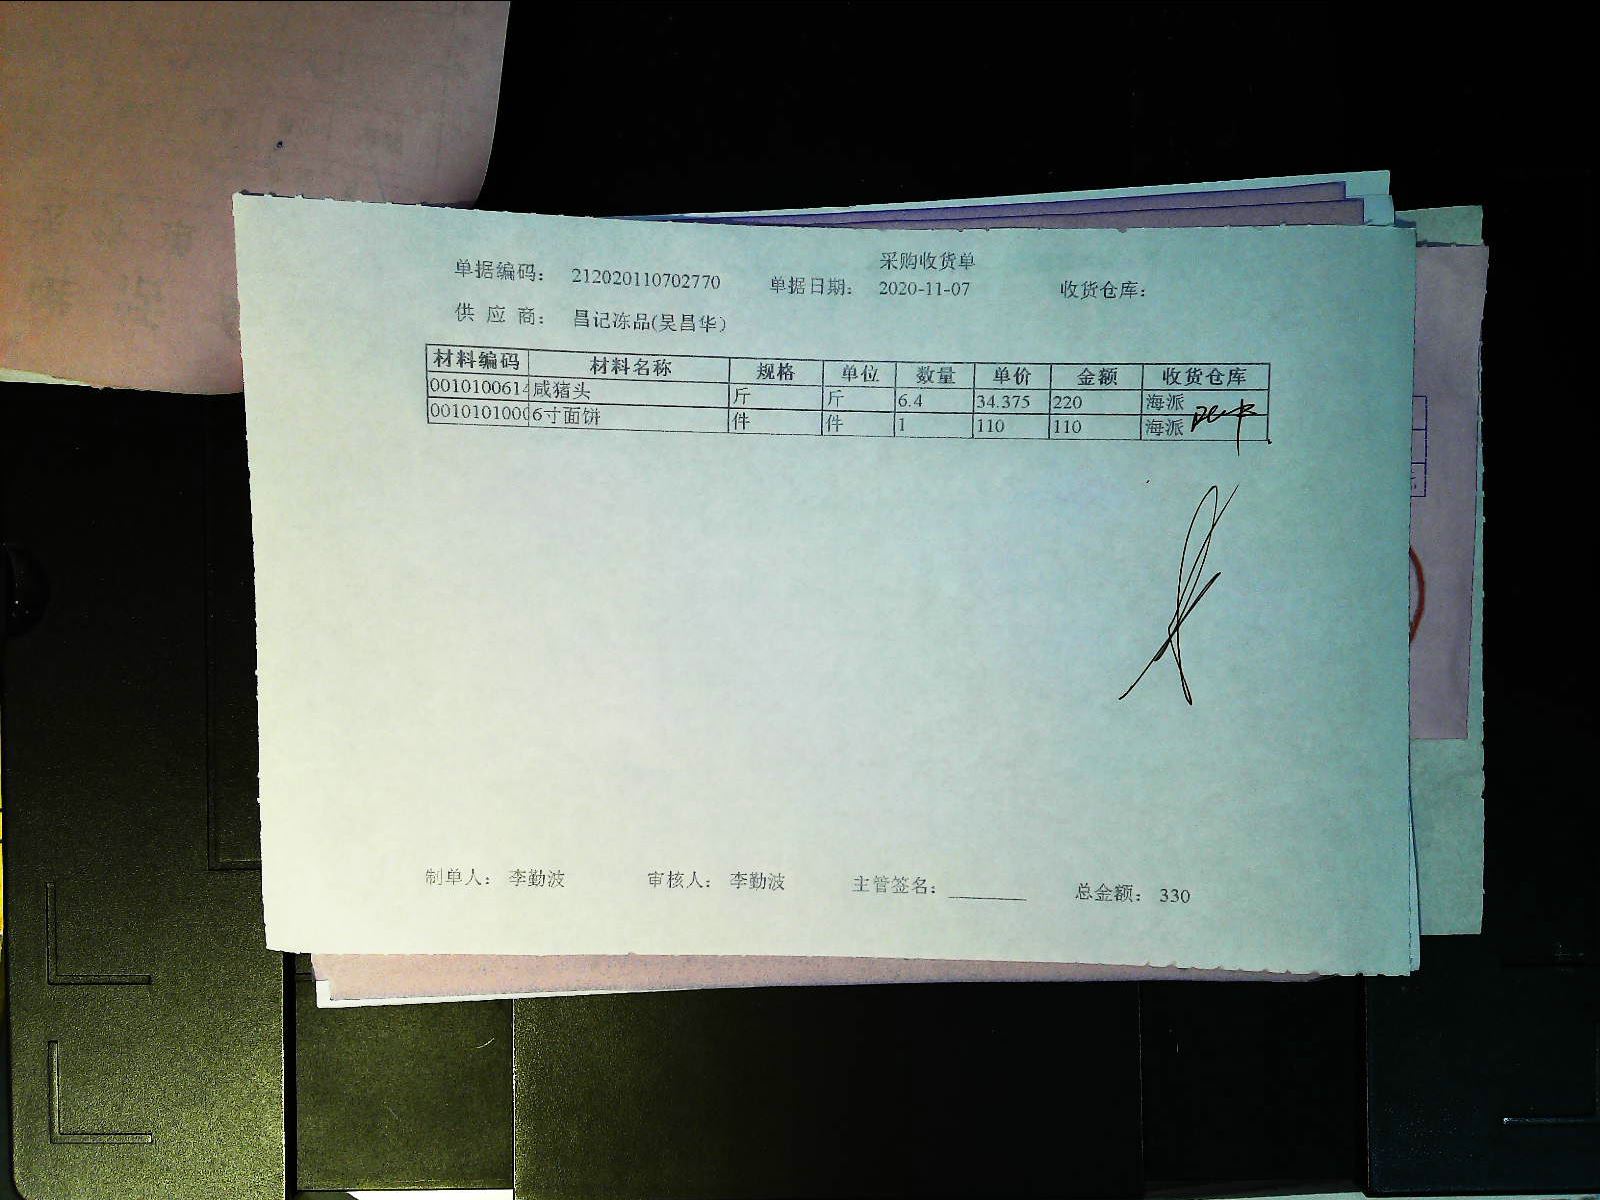 采购收货单
单据编码： 212020110702770 单据日期： 2020-11-07 收货仓库：
供 应 商： 昌记冻品(吴昌华)
材料编码 材料名称 规格 单位 数量 单价 金额 收货仓库
0010100614 咸猪头 斤 斤 6.4 34.375 220 海派
0010101000 6寸面饼 件 件 1 110 110 海派
制单人： 李勤波 审核人： 李勤波 主管签名： 总金额： 330